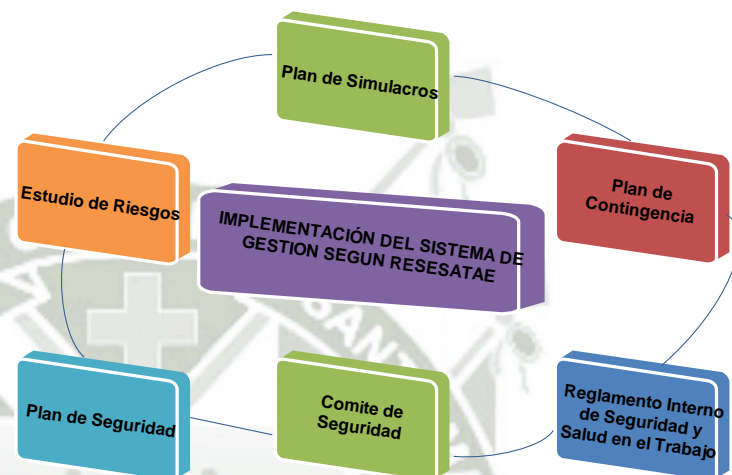 Plan de Simulacros
Estudio de Riesgos
Plan de
Contingencia
IMPLEMENTACIÓN DEL SISTEMA DE
GESTION SEGUN RESESATAE
Plan de Seguridad
Comite de
Seguridad
Reglamento Interno
de Seguridad y
Salud en el Trabajo